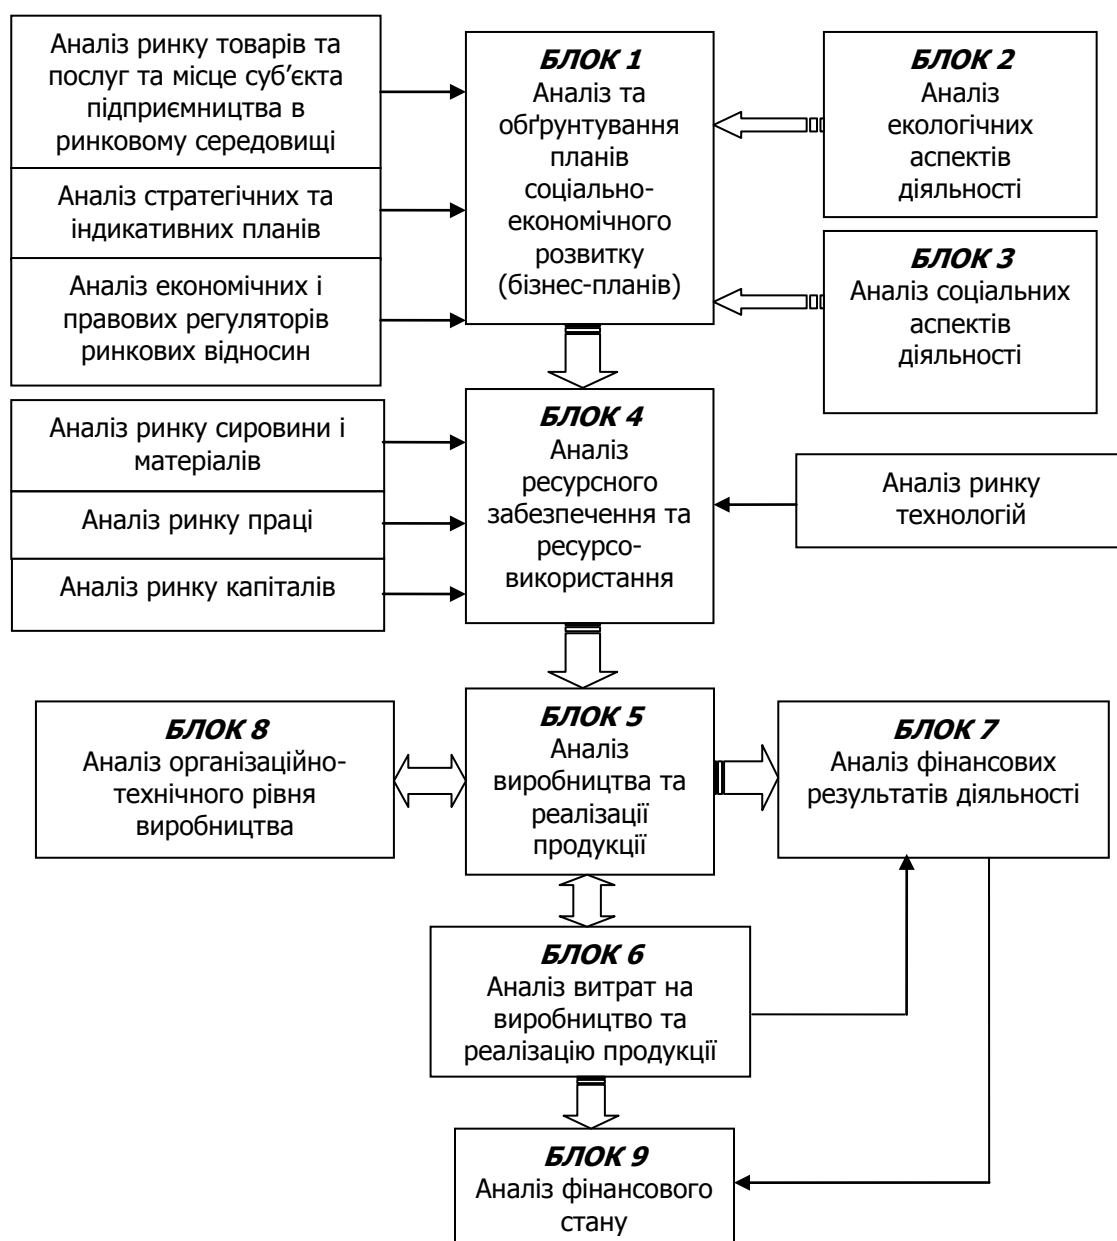 Аналіз ринку товарів та
послуг та місце суб’єкта
підприємництва в
ринковому середовищі
Аналіз стратегічних та
індикативних планів
Аналіз економічних і
правових регуляторів
ринкових відносин
БЛОК 1
Аналіз та
обґрунтування
планів
соціально-
економічного
розвитку
(бізнес-планів)
БЛОК 2
Аналіз
екологічних
аспектів
діяльності
БЛОК 3
Аналіз соціальних
аспектів
діяльності
Аналіз ринку сировини і
матеріалів
Аналіз ринку праці
Аналіз ринку капіталів
БЛОК 4
Аналіз
ресурсного
забезпечення та
ресурсо-
використання
Аналіз ринку
технологій
БЛОК 8
Аналіз організаційно-
технічного рівня
виробництва
БЛОК 5
Аналіз
виробництва та
реалізації
продукції
БЛОК 7
Аналіз фінансових
результатів діяльності
БЛОК 6
Аналіз витрат на
виробництво та
реалізацію продукції
БЛОК 9
Аналіз фінансового
стану